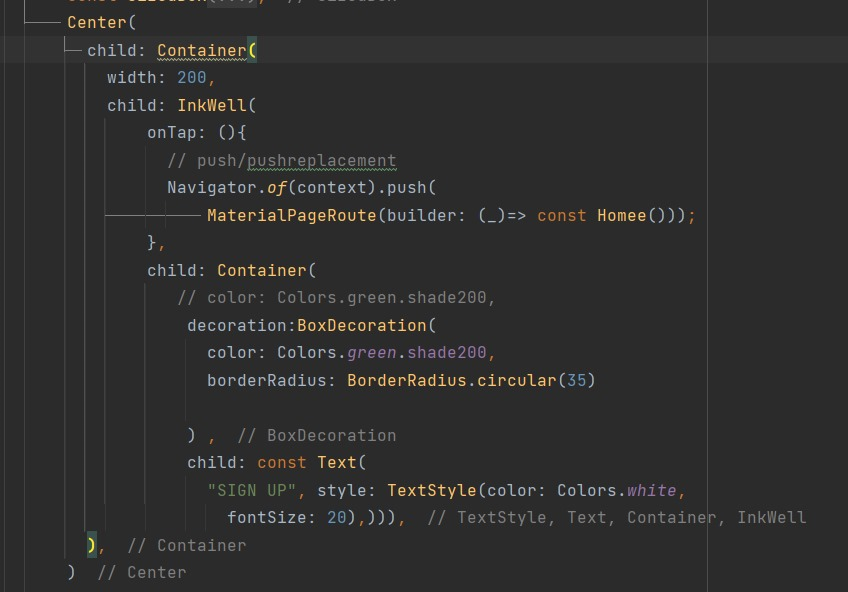 Center(
child: Container(
width: 200,
child: InkWell(
onTap: (){
// push/pushreplacement
Navigator.of(context).push(
MaterialPageRoute(builder: (_)=> const Homee()));
},
child: Container(
// color: Colors.green.shade200,
decoration:BoxDecoration(
color: Colors.green.shade200,
borderRadius: BorderRadius.circular(35)
) , // BoxDecoration
child: const Text(
"SIGN UP", style: TextStyle(color: Colors.white,
fontSize: 20),))), // TextStyle, Text, Container, InkWell
), // Container
) // Center